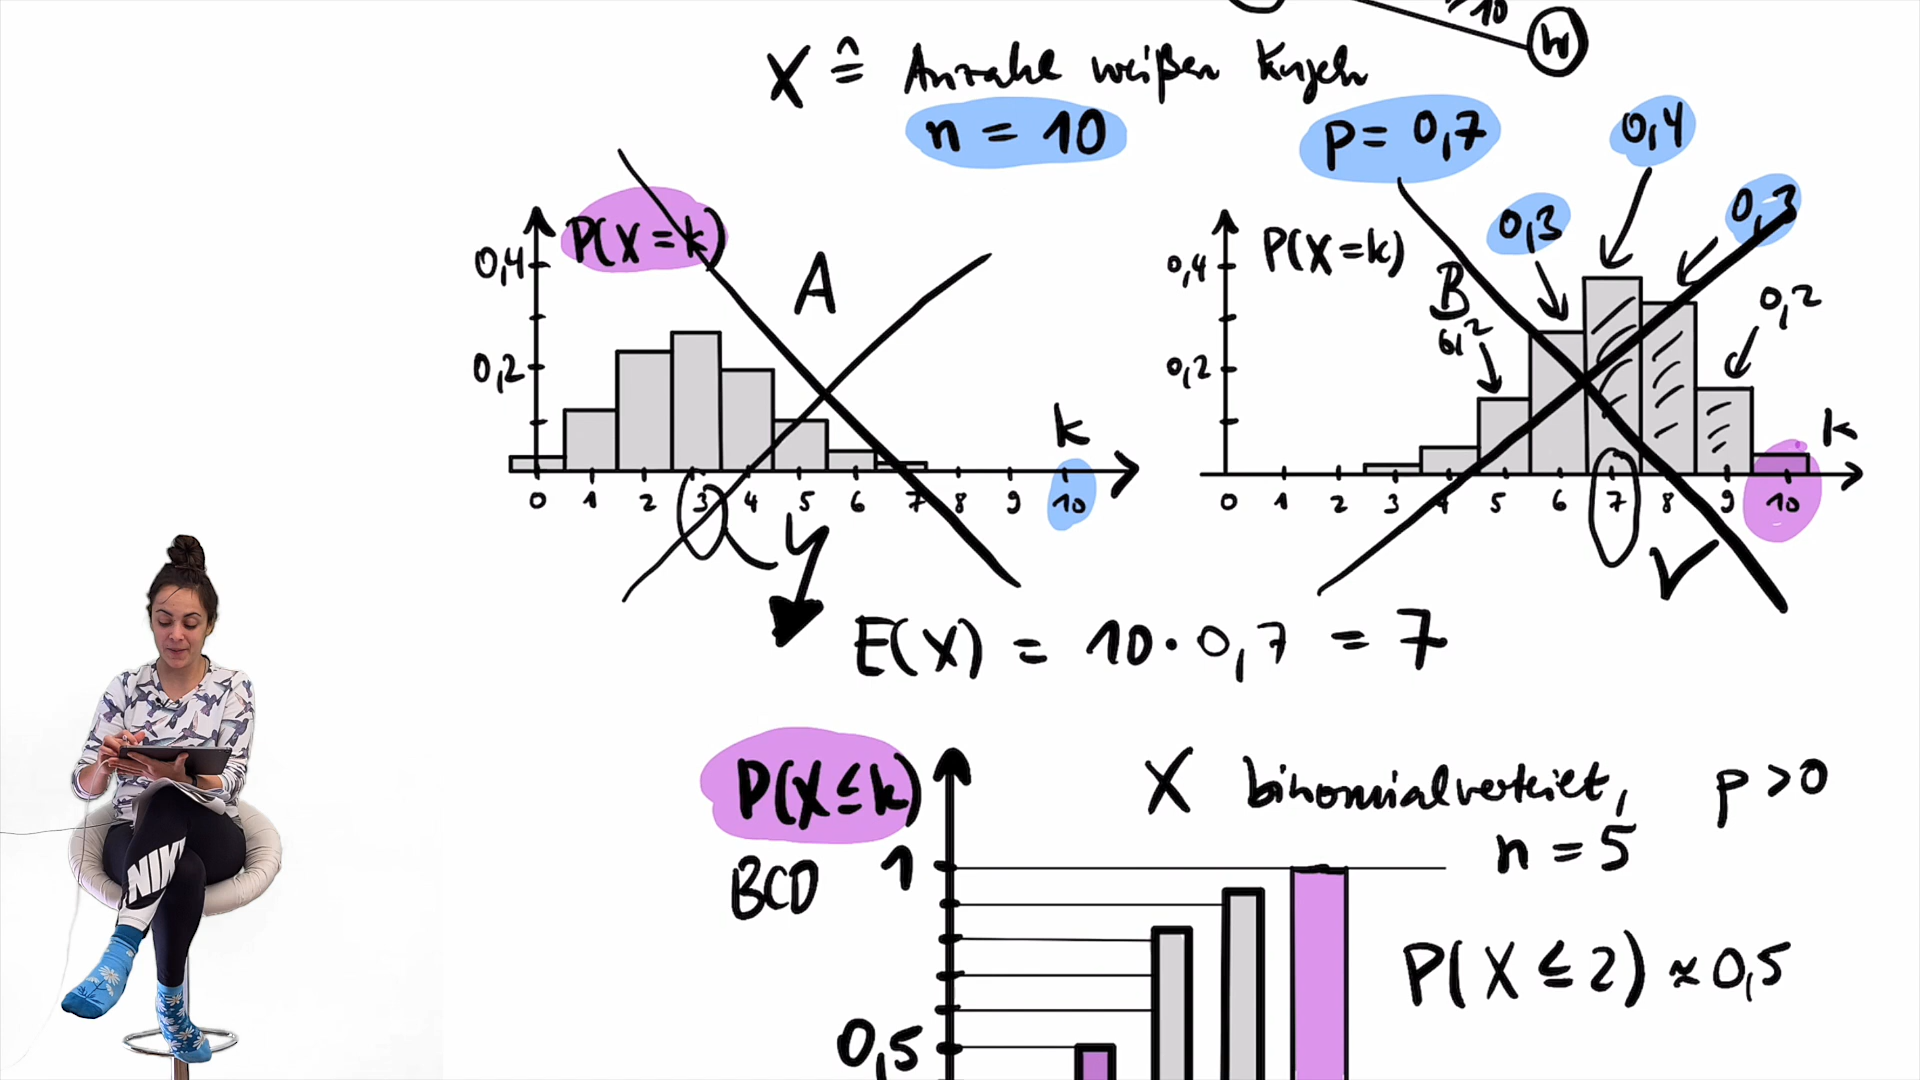 10
W
X ≙ Anzahl weißer Kugeln
n = 10
p = 0,7
0,4
0,3
0,3
0,2
0,2
P(X=k)
A
0,4
0,2
k
0 1 2 3 4 5 6 7 8 9 10
P(X=k)
B
0,4
0,2
k
0 1 2 3 4 5 6 7 8 9 10
E(X) = 10 · 0,7 = 7
P(X≤k)
X binomialverteilt, p > 0
n = 5
BCD
1
P(X ≤ 2) ≈ 0,5
0,5
NIKE